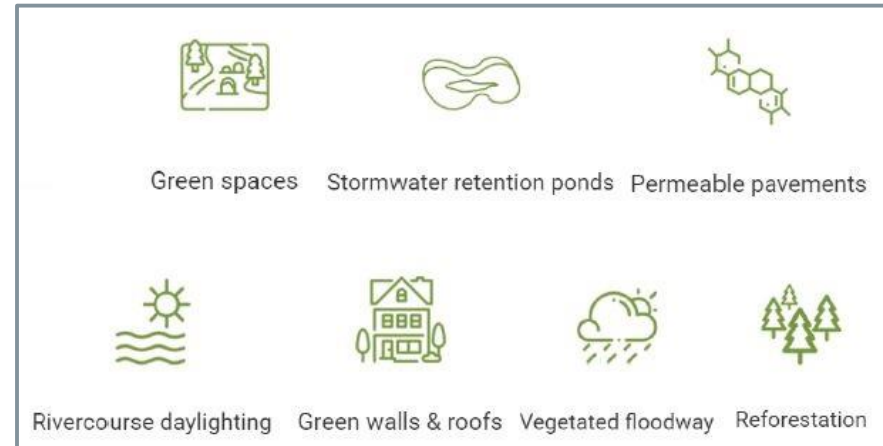 Green spaces
Stormwater retention ponds
Permeable pavements
Rivercourse daylighting
Green walls & roofs
Vegetated floodway
Reforestation